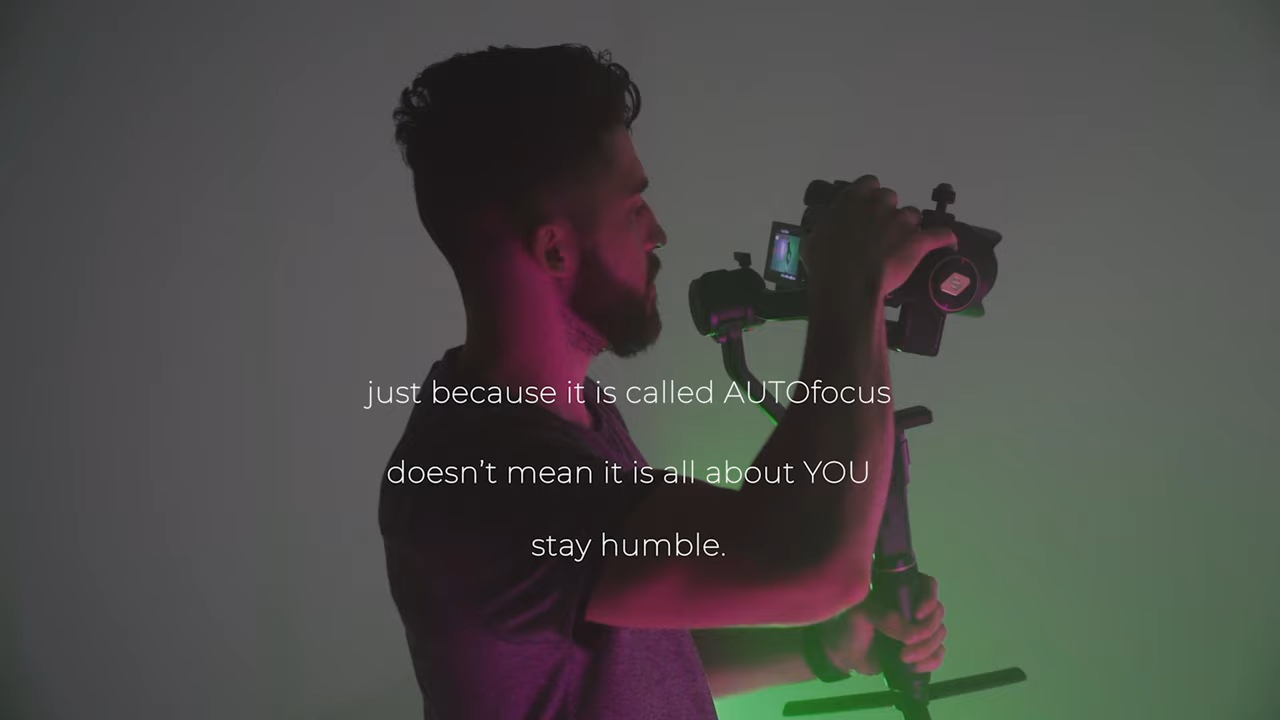 just because it is called AUTOfocus
doesn’t mean it is all about YOU
stay humble.